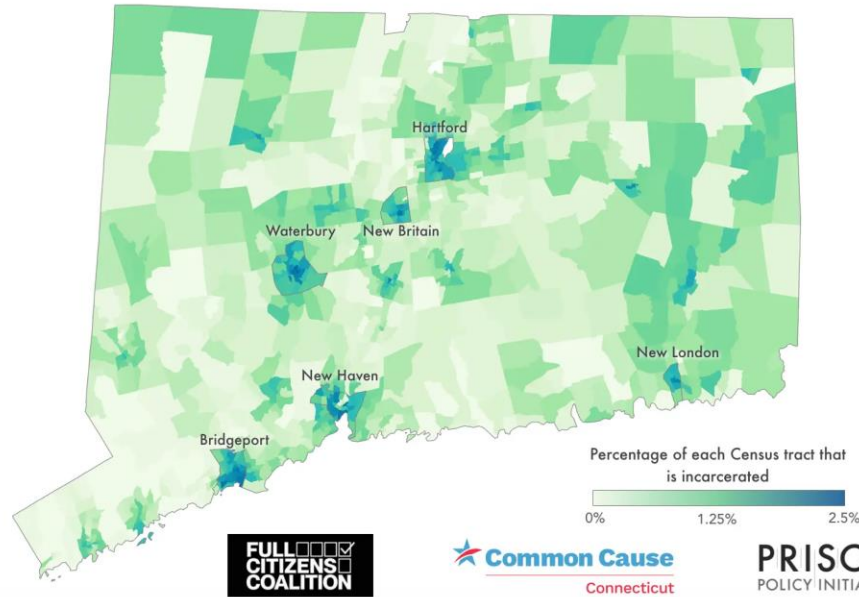 Hartford
Waterbury
New Britain
New Haven
New London
Bridgeport
Percentage of each Census tract that
is incarcerated
0%
1.25%
2.5%
FULL
CITIZENS
COALITION
Common Cause
Connecticut
PRISO
POLICY INITIA